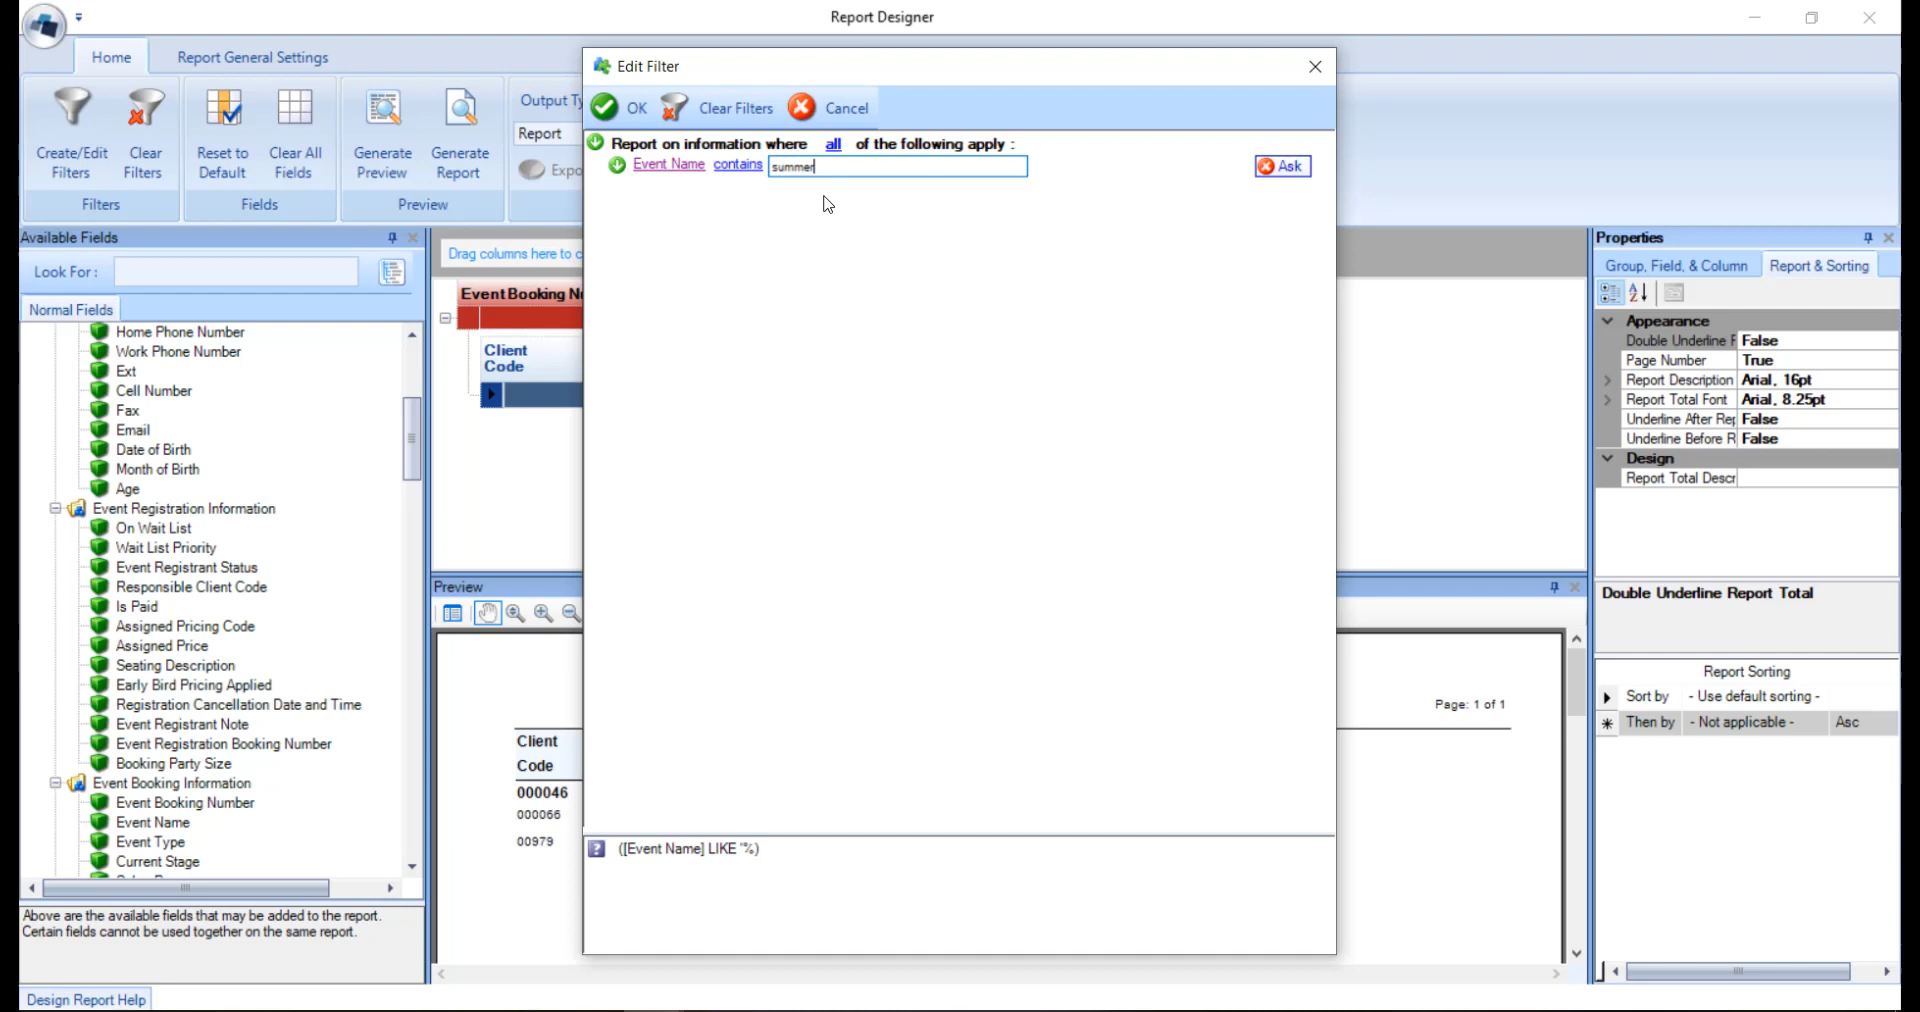 Report Designer
Home
Report General Settings
Create/Edit Filters
Clear Filters
Filters
Reset to Default
Clear All Fields
Fields
Generate Preview
Generate Report
Preview
Output Ty
Report
Expo
Edit Filter
OK
Clear Filters
Cancel
Report on information where all of the following apply :
Event Name contains summer
Ask
([Event Name] LIKE '%)
Available Fields
Look For :
Normal Fields
Home Phone Number
Work Phone Number
Ext
Cell Number
Fax
Email
Date of Birth
Month of Birth
Age
Event Registration Information
On Wait List
Wait List Priority
Event Registrant Status
Responsible Client Code
Is Paid
Assigned Pricing Code
Assigned Price
Seating Description
Early Bird Pricing Applied
Registration Cancellation Date and Time
Event Registrant Note
Event Registration Booking Number
Booking Party Size
Event Booking Information
Event Booking Number
Event Name
Event Type
Current Stage
Above are the available fields that may be added to the report.
Certain fields cannot be used together on the same report.
Design Report Help
Drag columns here to c
Event Booking Nu
Client
Code
Preview
Page: 1 of 1
Client
Code
000046
000066
00979
Properties
Group, Field, & Column
Report & Sorting
Appearance
Double Underline F False
Page Number True
Report Description Arial, 16pt
Report Total Font Arial, 8.25pt
Underline After Rep False
Underline Before R False
Design
Report Total Descr
Double Underline Report Total
Report Sorting
Sort by - Use default sorting -
Then by - Not applicable - Asc